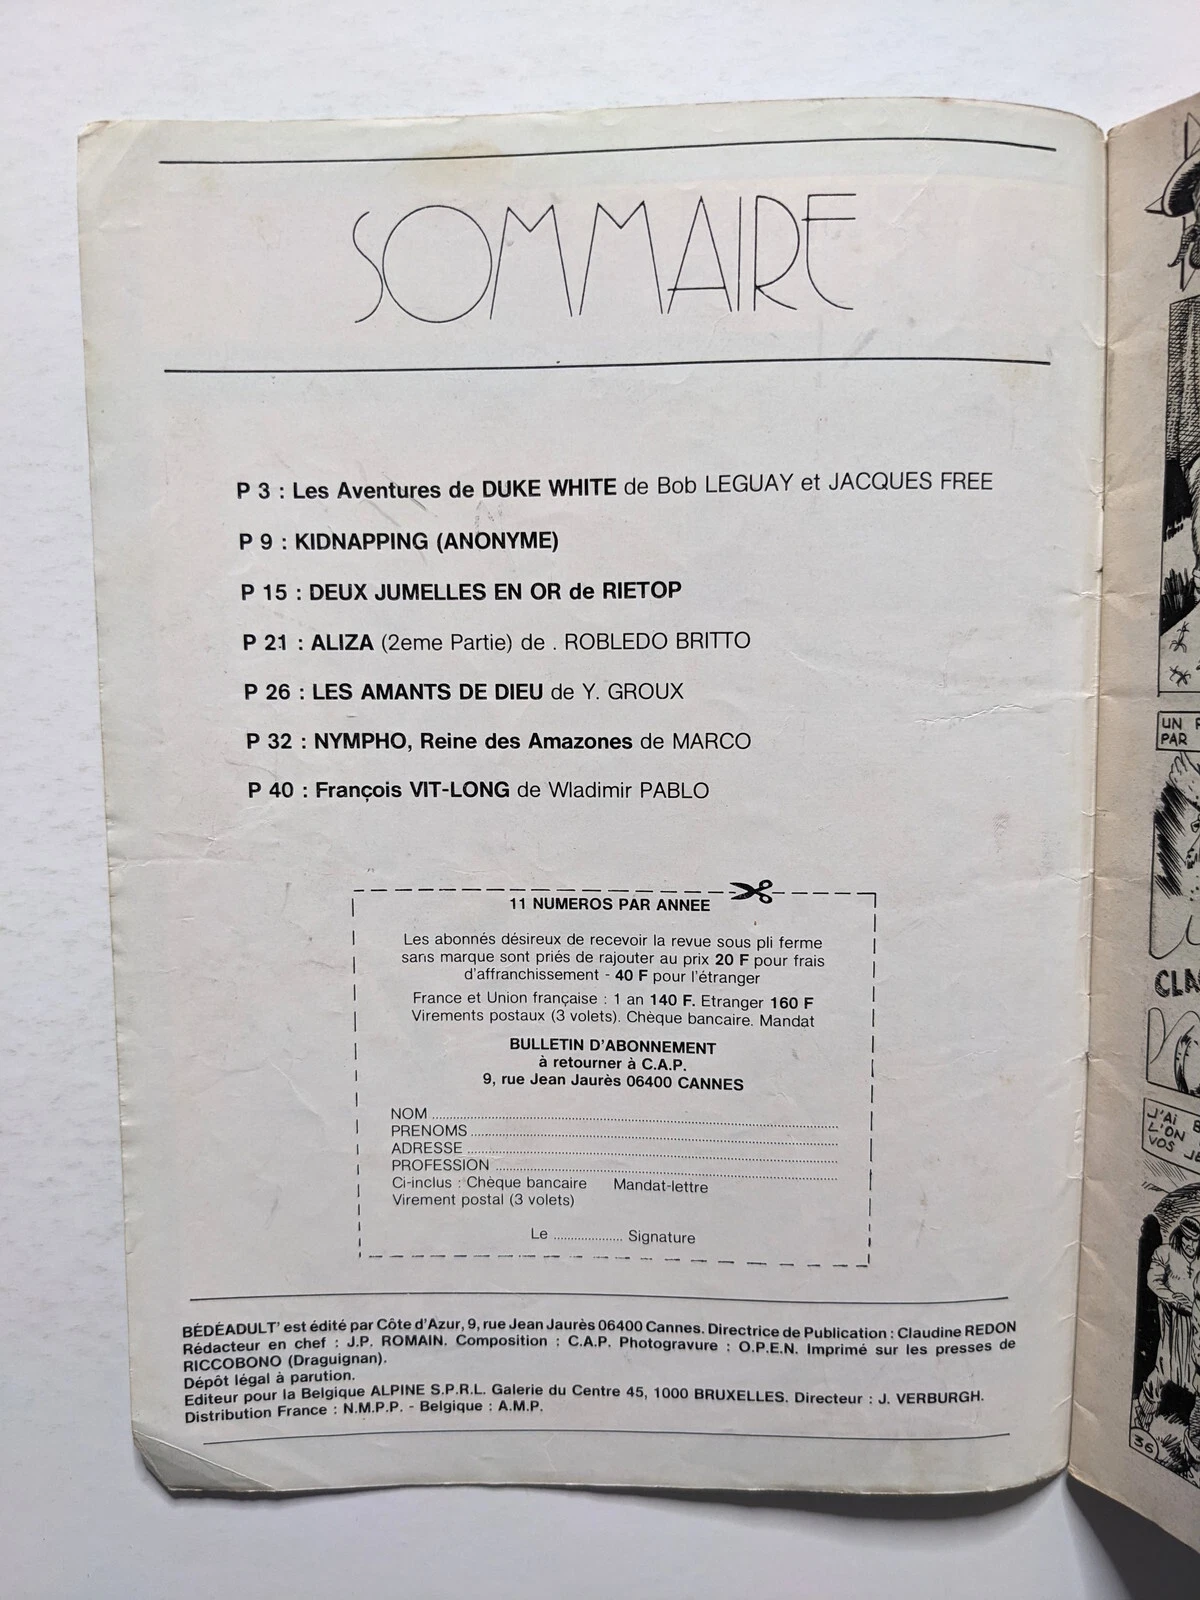 SOMMAIRE
P 3 : Les Aventures de DUKE WHITE de Bob LEGUAY et JACQUES FREE
P 9 : KIDNAPPING (ANONYME)
P 15 : DEUX JUMELLES EN OR de RIETOP
P 21 : ALIZA (2eme Partie) de . ROBLEDO BRITTO
P 26 : LES AMANTS DE DIEU de Y. GROUX
P 32 : NYMPHO, Reine des Amazones de MARCO
P 40 : François VIT-LONG de Wladimir PABLO
11 NUMEROS PAR ANNEE
Les abonnés désireux de recevoir la revue sous pli ferme
sans marque sont priés de rajouter au prix 20 F pour frais
d'affranchissement - 40 F pour l'étranger
France et Union française : 1 an 140 F. Etranger 160 F
Virements postaux (3 volets). Chèque bancaire. Mandat
BULLETIN D'ABONNEMENT
à retourner à C.A.P.
9, rue Jean Jaurès 06400 CANNES
NOM
PRENOMS
ADRESSE
PROFESSION
Ci-inclus : Chèque bancaire Mandat-lettre
Virement postal (3 volets)
Le .................... Signature
BÉDÉADULT' est édité par Côte d'Azur, 9, rue Jean Jaurès 06400 Cannes. Directrice de Publication : Claudine REDON
Rédacteur en chef : J.P. ROMAIN. Composition : C.A.P. Photogravure : O.P.E.N. Imprimé sur les presses de
RICCOBONO (Draguignan).
Dépôt légal à parution.
Editeur pour la Belgique ALPINE S.P.R.L. Galerie du Centre 45, 1000 BRUXELLES. Directeur : J. VERBURGH.
Distribution France : N.M.P.P. - Belgique : A.M.P.
UN
PAR
J'AI
L'ON
VOS
36